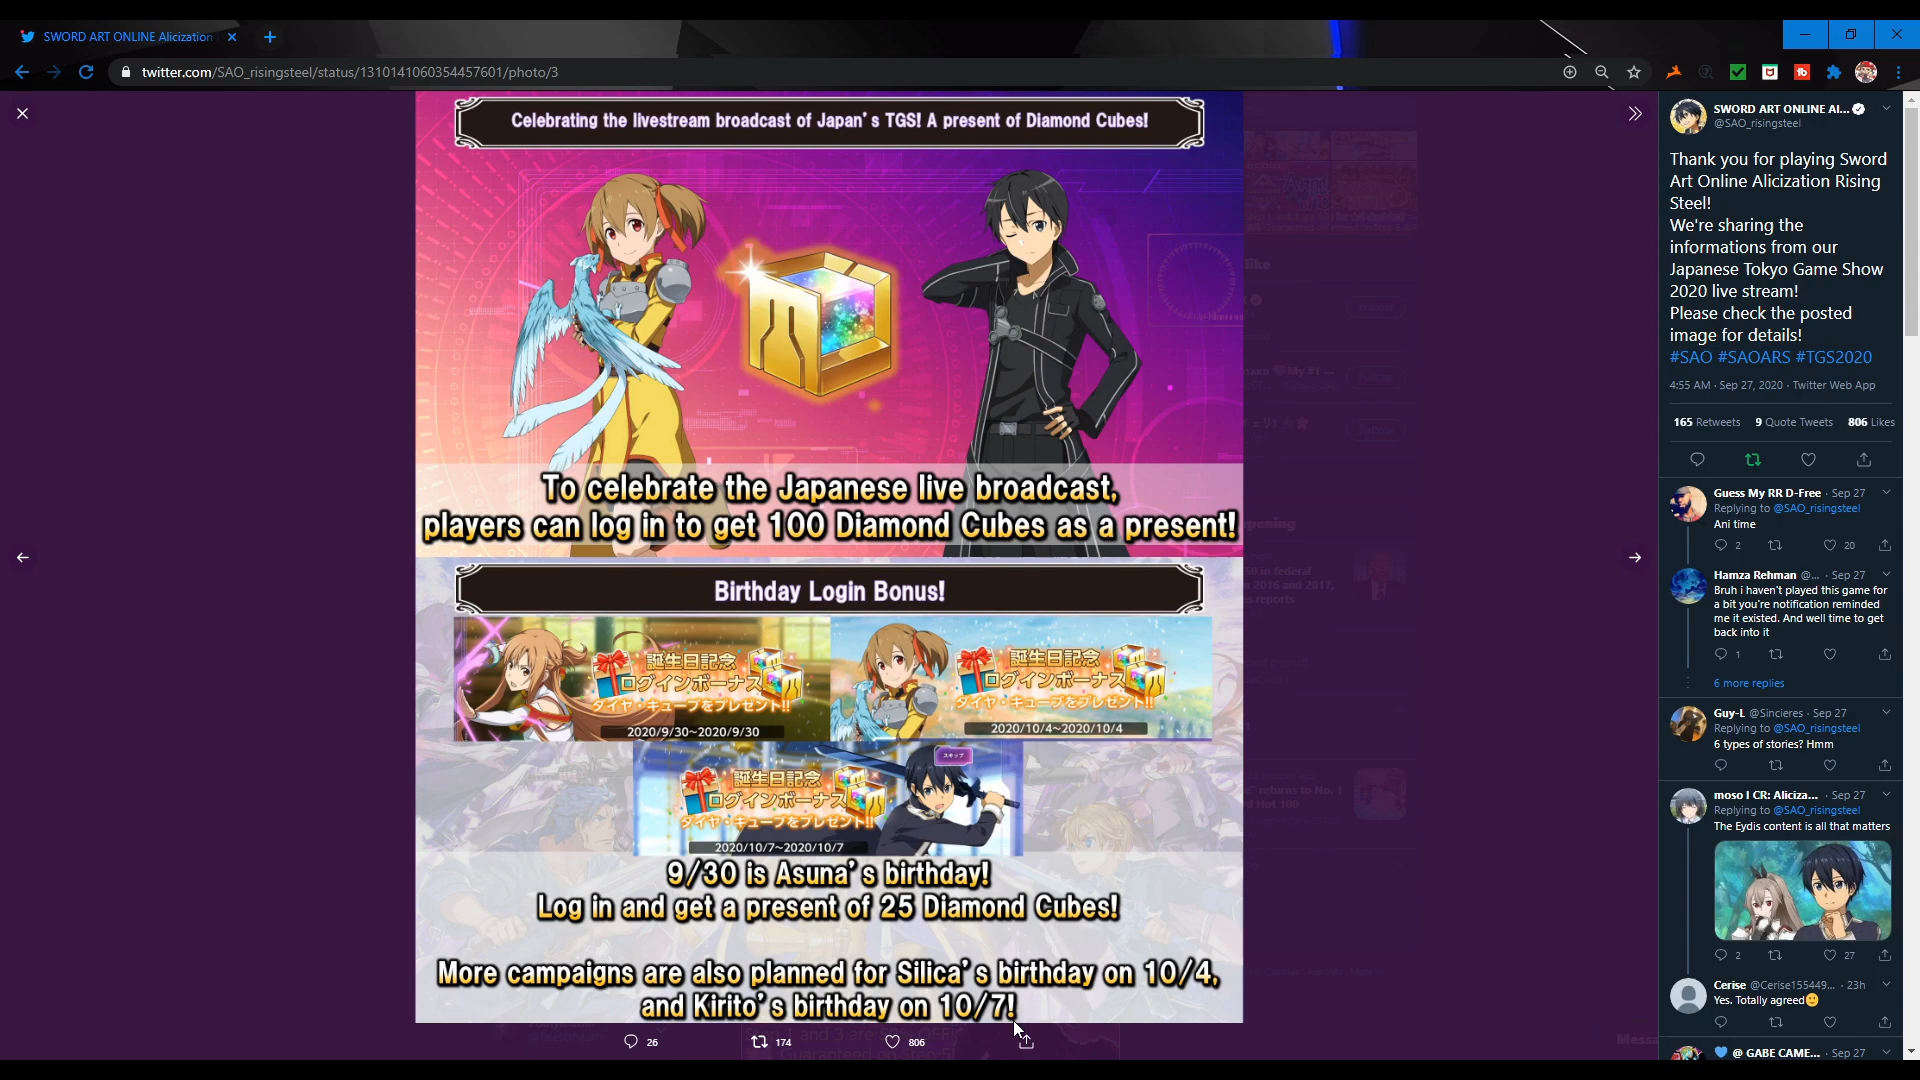 SWORD ART ONLINE Alicization
twitter.com/SAO_risingsteel/status/1310141060354457601/photo/3
Celebrating the livestream broadcast of Japan's TGS! A present of Diamond Cubes!
To celebrate the Japanese live broadcast,
players can log in to get 100 Diamond Cubes as a present!
Birthday Login Bonus!
誕生日記念
ログインボーナス
ダイヤ・キューブをプレゼント!!
2020/9/30~2020/9/30
誕生日記念
ログインボーナス
ダイヤ・キューブをプレゼント!!
2020/10/4~2020/10/4
スキップ
誕生日記念
ログインボーナス
ダイヤ・キューブをプレゼント!!
2020/10/7~2020/10/7
9/30 is Asuna's birthday!
Log in and get a present of 25 Diamond Cubes!
More campaigns are also planned for Silica's birthday on 10/4,
and Kirito's birthday on 10/7!
26 174 806
SWORD ART ONLINE Al...
@SAO_risingsteel
Thank you for playing Sword
Art Online Alicization Rising
Steel!
We're sharing the
informations from our
Japanese Tokyo Game Show
2020 live stream!
Please check the posted
image for details!
#SAO #SAOARS #TGS2020
4:55 AM · Sep 27, 2020 · Twitter Web App
165 Retweets 9 Quote Tweets 806 Likes
Guess My RR D-Free · Sep 27
Replying to @SAO_risingsteel
Ani time
2 20
Hamza Rehman @... · Sep 27
Bruh i haven't played this game for
a bit you're notification reminded
me it existed. And well time to get
back into it
1
6 more replies
Guy-L @Sincieres · Sep 27
Replying to @SAO_risingsteel
6 types of stories? Hmm
moso l CR: Aliciza... · Sep 27
Replying to @SAO_risingsteel
The Eydis content is all that matters
2 27
Cerise @Cerise155449... · 23h
Yes. Totally agreed🙂
💙 @ GABE CAME... · Sep 27